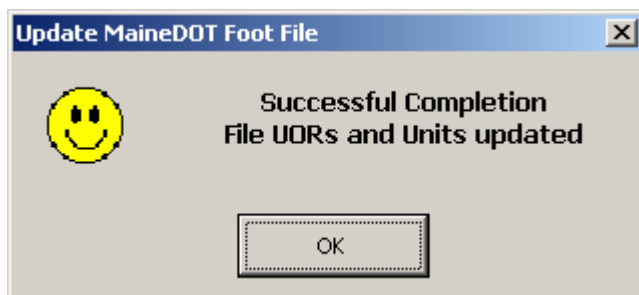 Update MaineDOT Foot File
Successful Completion
File UORs and Units updated
OK